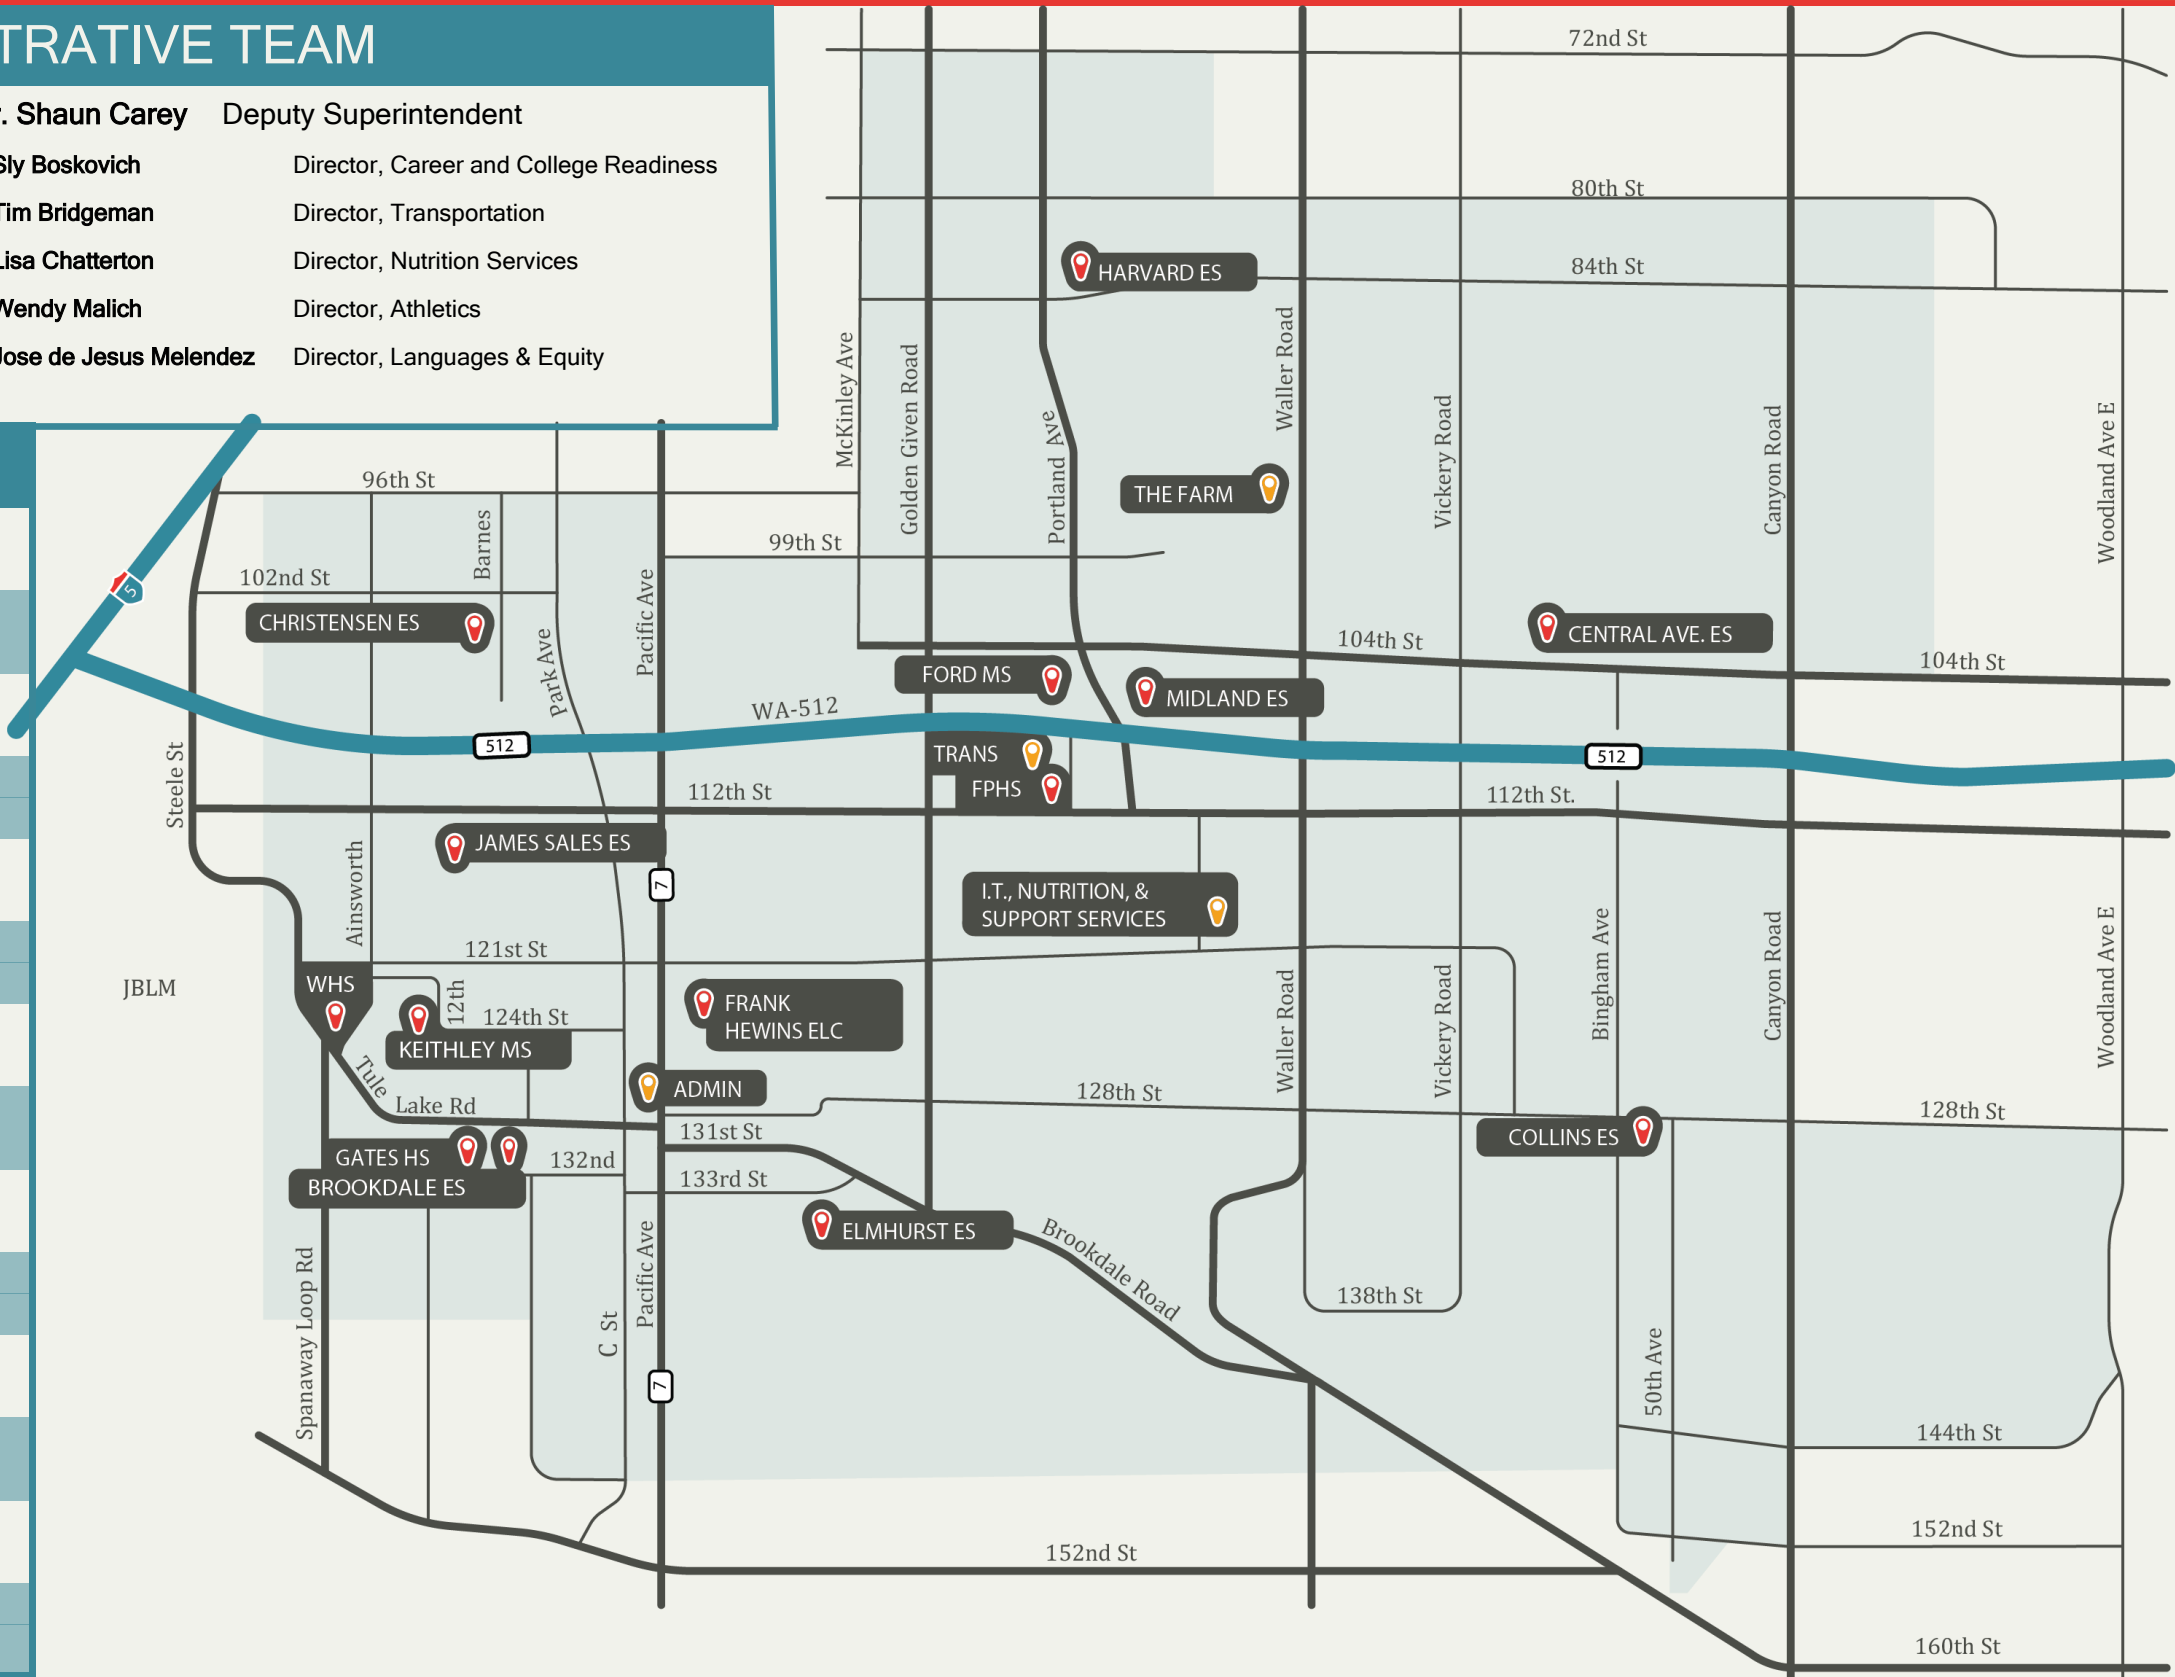 TRATIVE TEAM
r. Shaun Carey Deputy Superintendent
Sly Boskovich Director, Career and College Readiness
Tim Bridgeman Director, Transportation
Lisa Chatterton Director, Nutrition Services
Wendy Malich Director, Athletics
Jose de Jesus Melendez Director, Languages & Equity
72nd St
80th St
84th St
HARVARD ES
McKinley Ave
Golden Given Road
Portland Ave
Waller Road
Vickery Road
Canyon Road
Woodland Ave E
THE FARM
96th St
99th St
Barnes
102nd St
5
CHRISTENSEN ES
Park Ave
Pacific Ave
104th St
CENTRAL AVE. ES
104th St
FORD MS
MIDLAND ES
WA-512
512
512
TRANS
FPHS
Steele St
112th St
112th St.
JAMES SALES ES
7
Ainsworth
I.T., NUTRITION, &
SUPPORT SERVICES
121st St
JBLM
WHS
12th
124th St
KEITHLEY MS
FRANK
HEWINS ELC
Waller Road
Vickery Road
Bingham Ave
Canyon Road
Woodland Ave E
Tule
Lake Rd
ADMIN
128th St
128th St
131st St
COLLINS ES
GATES HS
132nd
BROOKDALE ES
133rd St
ELMHURST ES
Brookdale Road
Spanaway Loop Rd
C St
Pacific Ave
138th St
50th Ave
7
144th St
152nd St
152nd St
160th St